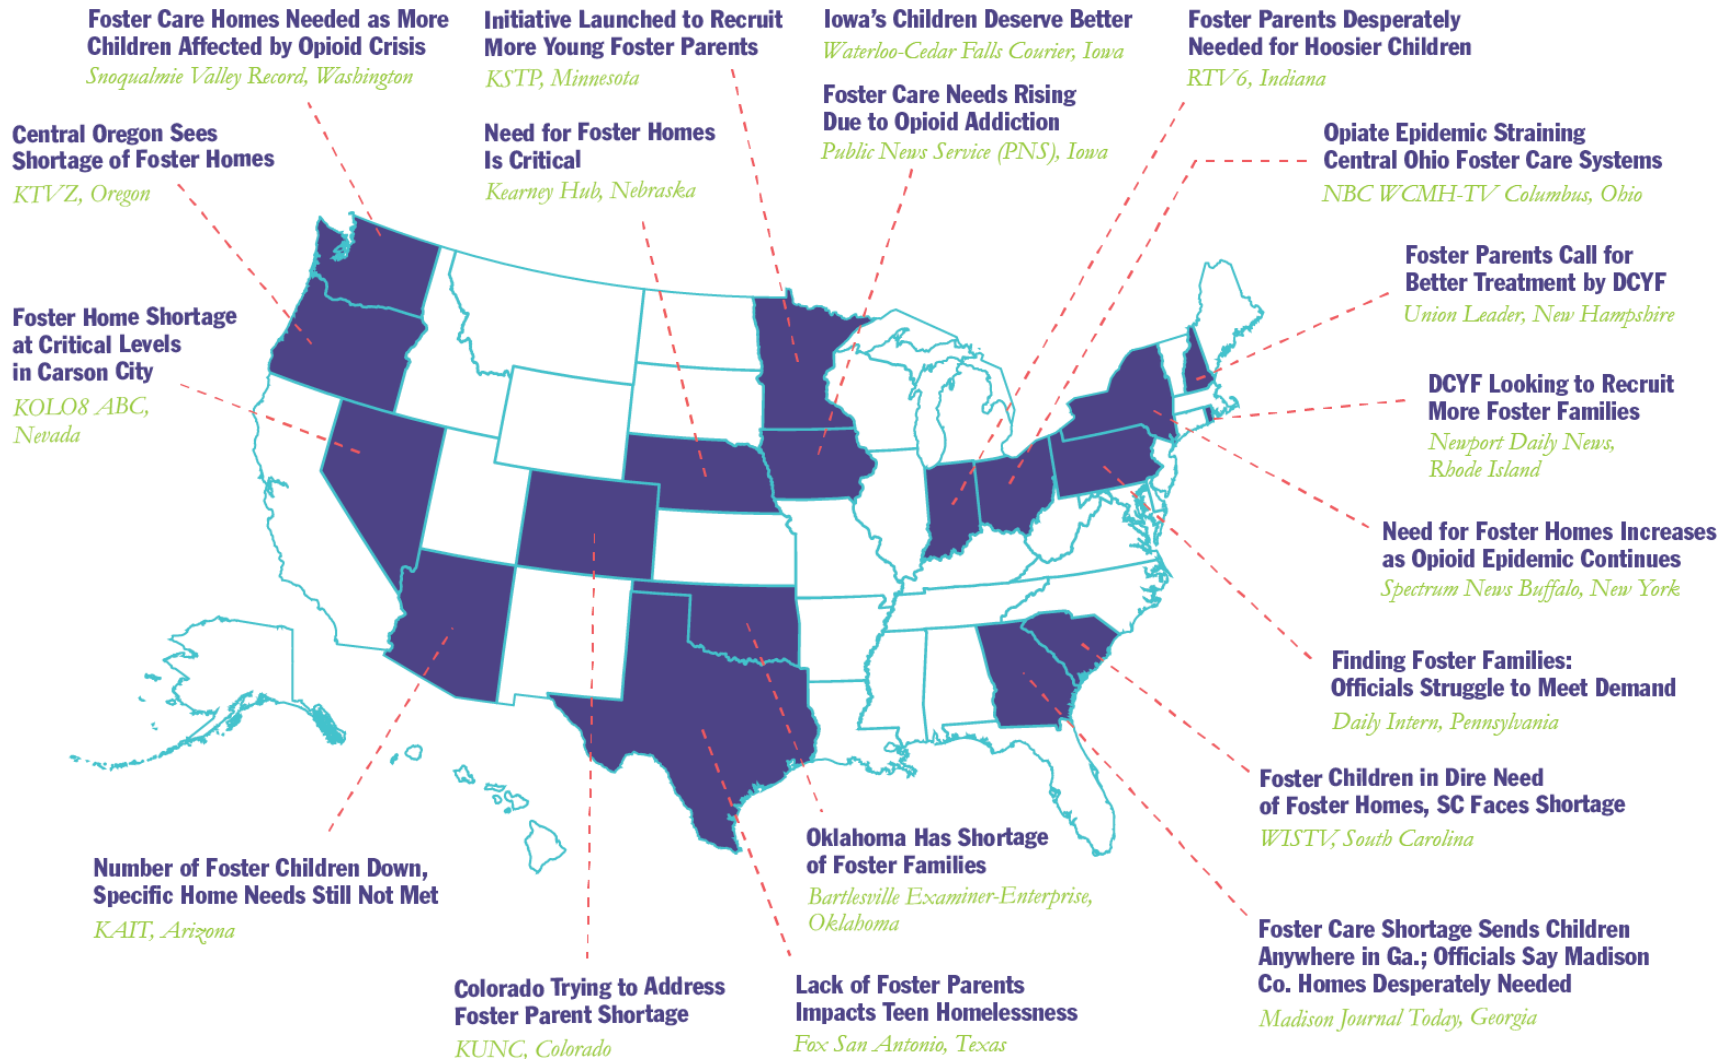 Foster Care Homes Needed as More
Children Affected by Opioid Crisis
Snoqualmie Valley Record, Washington
Initiative Launched to Recruit
More Young Foster Parents
KSTP, Minnesota
Iowa's Children Deserve Better
Waterloo-Cedar Falls Courier, Iowa
Foster Parents Desperately
Needed for Hoosier Children
RTV6, Indiana
Central Oregon Sees
Shortage of Foster Homes
KTVZ, Oregon
Need for Foster Homes
Is Critical
Kearney Hub, Nebraska
Foster Care Needs Rising
Due to Opioid Addiction
Public News Service (PNS), Iowa
Opiate Epidemic Straining
Central Ohio Foster Care Systems
NBC WCMH-TV Columbus, Ohio
Foster Parents Call for
Better Treatment by DCYF
Union Leader, New Hampshire
Foster Home Shortage
at Critical Levels
in Carson City
KOLO8 ABC,
Nevada
DCYF Looking to Recruit
More Foster Families
Newport Daily News,
Rhode Island
Need for Foster Homes Increases
as Opioid Epidemic Continues
Spectrum News Buffalo, New York
Finding Foster Families:
Officials Struggle to Meet Demand
Daily Intern, Pennsylvania
Foster Children in Dire Need
of Foster Homes, SC Faces Shortage
WISTV, South Carolina
Number of Foster Children Down,
Specific Home Needs Still Not Met
KAIT, Arizona
Oklahoma Has Shortage
of Foster Families
Bartlesville Examiner-Enterprise,
Oklahoma
Foster Care Shortage Sends Children
Anywhere in Ga.; Officials Say Madison
Co. Homes Desperately Needed
Madison Journal Today, Georgia
Colorado Trying to Address
Foster Parent Shortage
KUNC, Colorado
Lack of Foster Parents
Impacts Teen Homelessness
Fox San Antonio, Texas